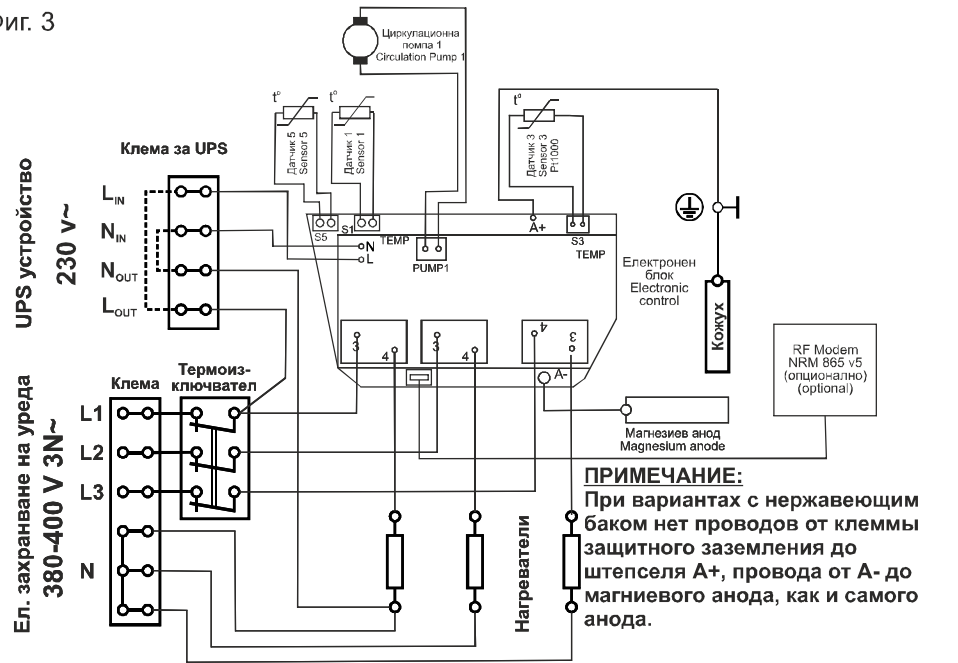 Фиг. 3
Циркулационна
помпа 1
Circulation Pump 1
t°
t°
t°
Датчик 5
Sensor 5
Датчик 1
Sensor 1
Датчик 3
Sensor 3
Pt1000
Клема за UPS
UPS устройство
230 v~
LIN
NIN
NOUT
LOUT
S5
S1
TEMP
N
L
PUMP1
A+
S3
TEMP
Електронен
блок
Electronic
control
Кожух
3
4
3
4
4
3
A-
RF Modem
NRM 865 v5
(опционално)
(optional)
Магнезиев анод
Magnesium anode
Ел. захранване на уреда
380-400 V 3N~
Клема
Термоиз-
ключвател
L1
L2
L3
N
Нагреватели
ПРИМЕЧАНИЕ:
При вариантах с нержавеющим
баком нет проводов от клеммы
защитного заземления до
штепселя А+, провода от А- до
магниевого анода, как и самого
анода.